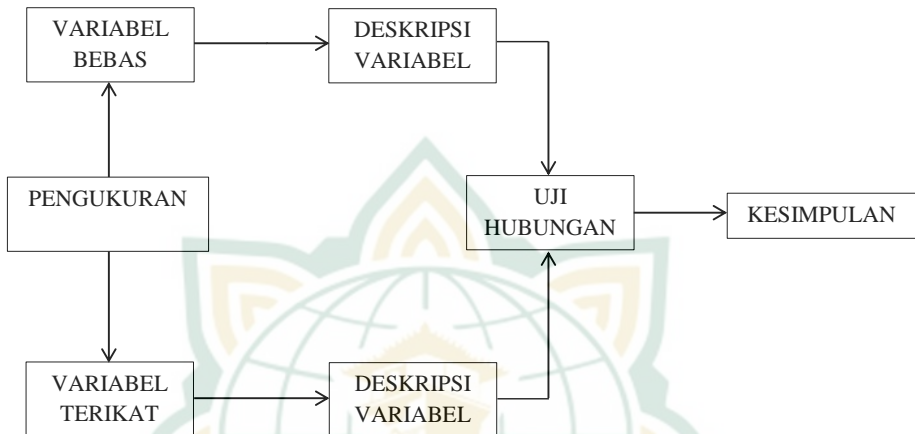 VARIABEL
BEBAS
DESKRIPSI
VARIABEL
PENGUKURAN
UJI
HUBUNGAN
KESIMPULAN
VARIABEL
TERIKAT
DESKRIPSI
VARIABEL